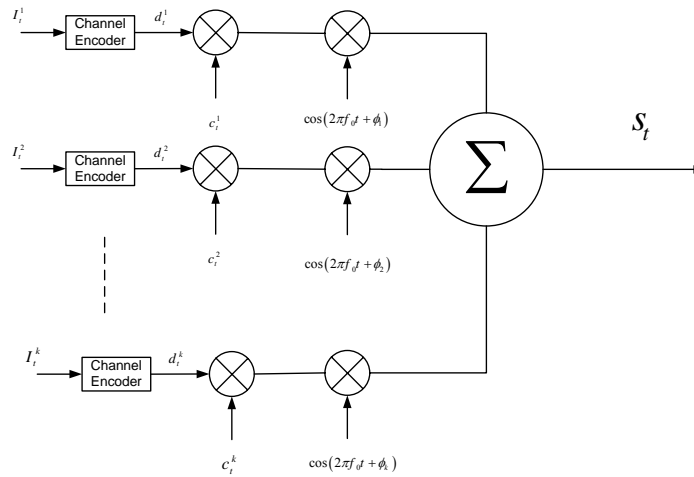 I_t^1 Channel Encoder d_t^1
c_t^1 cos(2πf_0t+ϕ_1)
I_t^2 Channel Encoder d_t^2
c_t^2 cos(2πf_0t+ϕ_2)
Σ S_t
I_t^k Channel Encoder d_t^k
c_t^k cos(2πf_0t+ϕ_k)